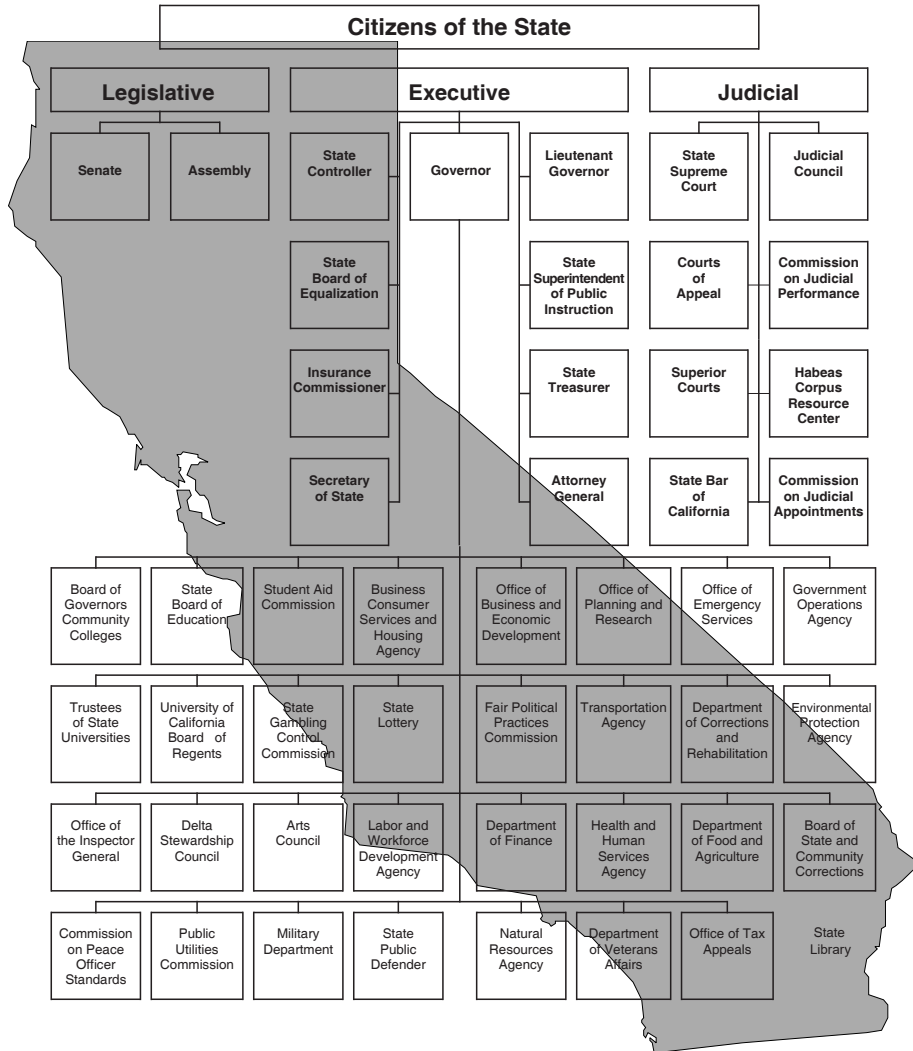 Citizens of the State
Legislative
Executive
Judicial
Senate
Assembly
State
Controller
Governor
Lieutenant
Governor
State
Supreme
Court
Judicial
Council
State
Board of
Equalization
State
Superintendent
of Public
Instruction
Courts
of
Appeal
Commission
on Judicial
Performance
Insurance
Commissioner
State
Treasurer
Superior
Courts
Habeas
Corpus
Resource
Center
Secretary
of State
Attorney
General
State Bar
of
California
Commission
on Judicial
Appointments
Board of
Governors
Community
Colleges
State
Board of
Education
Student Aid
Commission
Business
Consumer
Services and
Housing
Agency
Office of
Business and
Economic
Development
Office of
Planning and
Research
Office of
Emergency
Services
Government
Operations
Agency
Trustees
of State
Universities
University of
California
Board of
Regents
State
Gambling
Control
Commission
State
Lottery
Fair Political
Practices
Commission
Transportation
Agency
Department
of Corrections
and
Rehabilitation
Environmental
Protection
Agency
Office of
the Inspector
General
Delta
Stewardship
Council
Arts
Council
Labor and
Workforce
Development
Agency
Department
of Finance
Health and
Human
Services
Agency
Department
of Food and
Agriculture
Board of
State and
Community
Corrections
Commission
on Peace
Officer
Standards
Public
Utilities
Commission
Military
Department
State
Public
Defender
Natural
Resources
Agency
Department
of Veterans
Affairs
Office of Tax
Appeals
State
Library